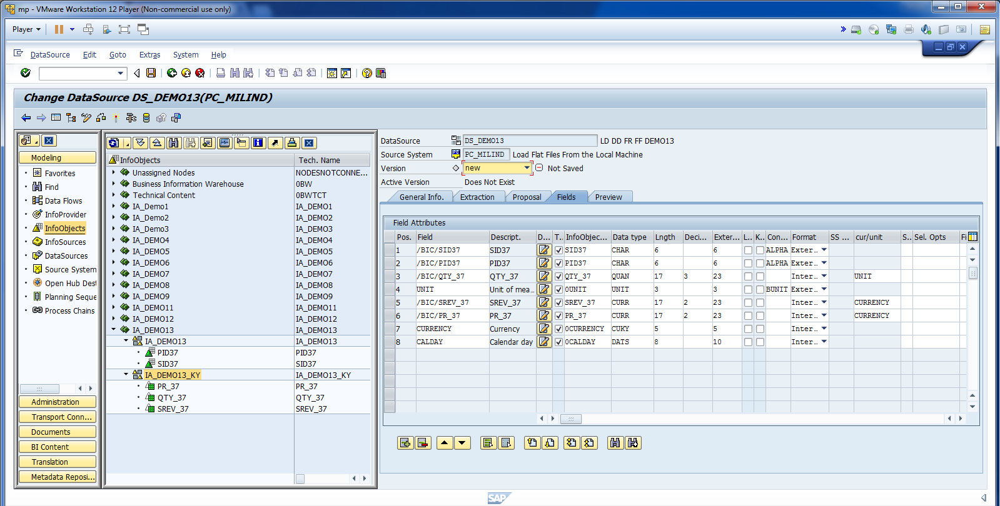 mp - VMware Workstation 12 Player (Non-commercial use only)
Player
DataSource Edit Goto Extras System Help
Change DataSource DS_DEMO13(PC_MILIND)
Modeling
Favorites
Find
Data Flows
InfoProvider
InfoObjects
InfoSources
DataSources
Source System
Open Hub Dest
Planning Seque
Process Chains
Administration
Transport Conn...
Documents
BI Content
Translation
Metadata Reposi...
InfoObjects Tech. Name
Unassigned Nodes NODESNOTCONNE...
Business Information Warehouse 0BW
Technical Content 0BWTCT
IA_Demo1 IA_DEMO1
IA_Demo2 IA_DEMO2
IA_Demo3 IA_DEMO3
IA_DEMO4 IA_DEMO4
IA_DEMO5 IA_DEMO5
IA_DEMO6 IA_DEMO6
IA_DEMO7 IA_DEMO7
IA_DEMO8 IA_DEMO8
IA_DEMO9 IA_DEMO9
IA_DEMO11 IA_DEMO11
IA_DEMO12 IA_DEMO12
IA_DEMO13 IA_DEMO13
IA_DEMO13 IA_DEMO13
PID37 PID37
SID37 SID37
IA_DEMO13_KY IA_DEMO13_KY
PR_37 PR_37
QTY_37 QTY_37
SREV_37 SREV_37
DataSource DS_DEMO13 LD DD FR FF DEMO13
Source System PC_MILIND Load Flat Files From the Local Machine
Version new Not Saved
Active Version Does Not Exist
General Info. Extraction Proposal Fields Preview
Field Attributes
Pos. Field Descript. D... T.. InfoObjec... Data type Lngth Deci... Exter... L.. K.. Con... Format SS ... cur/unit S.. Sel. Opts Fi
1 /BIC/SID37 SID37 SID37 CHAR 6 6 ALPHA Exter...
2 /BIC/PID37 PID37 PID37 CHAR 6 6 ALPHA Exter...
3 /BIC/QTY_37 QTY_37 QTY_37 QUAN 17 3 23 Inter... UNIT
4 UNIT Unit of mea... 0UNIT UNIT 3 3 BUNIT Exter...
5 /BIC/SREV_37 SREV_37 SREV_37 CURR 17 2 23 Inter... CURRENCY
6 /BIC/PR_37 PR_37 PR_37 CURR 17 2 23 Inter... CURRENCY
7 CURRENCY Currency 0CURRENCY CUKY 5 5 Inter...
8 CALDAY Calendar day 0CALDAY DATS 8 10 Inter...
SAP